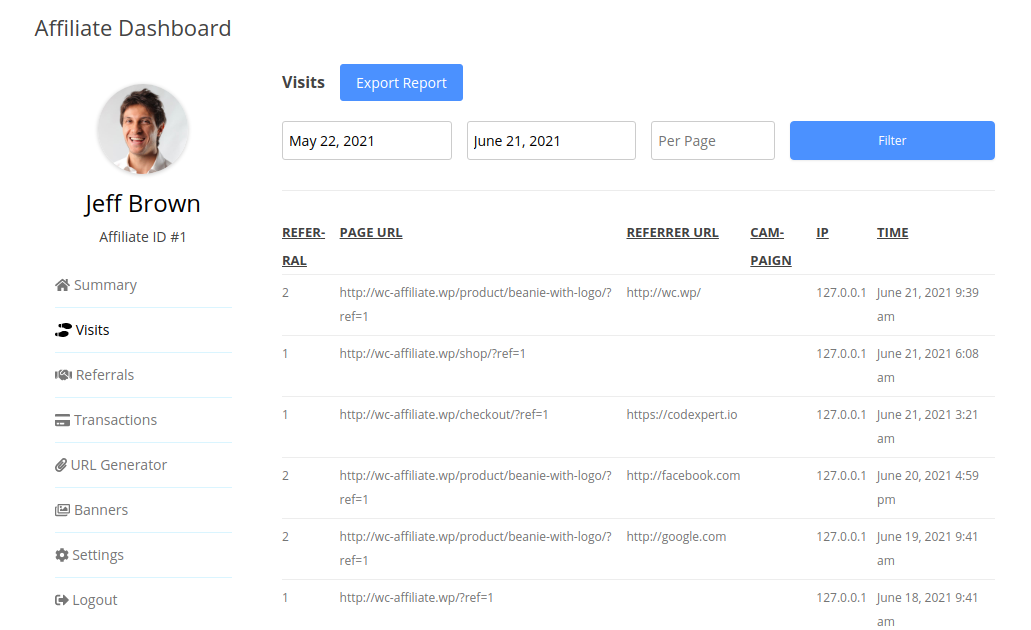 Affiliate Dashboard
Jeff Brown
Affiliate ID #1
Summary
Visits
Referrals
Transactions
URL Generator
Banners
Settings
Logout
Visits Export Report
May 22, 2021 June 21, 2021 Per Page Filter
REFER- PAGE URL REFERRER URL CAM- IP TIME
RAL PAIGN
2 http://wc-affiliate.wp/product/beanie-with-logo/? http://wc.wp/ 127.0.0.1 June 21, 2021 9:39
ref=1 am
1 http://wc-affiliate.wp/shop/?ref=1 127.0.0.1 June 21, 2021 6:08
am
1 http://wc-affiliate.wp/checkout/?ref=1 https://codexpert.io 127.0.0.1 June 21, 2021 3:21
am
2 http://wc-affiliate.wp/product/beanie-with-logo/? http://facebook.com 127.0.0.1 June 20, 2021 4:59
ref=1 pm
2 http://wc-affiliate.wp/product/beanie-with-logo/? http://google.com 127.0.0.1 June 19, 2021 9:41
ref=1 am
1 http://wc-affiliate.wp/?ref=1 127.0.0.1 June 18, 2021 9:41
am